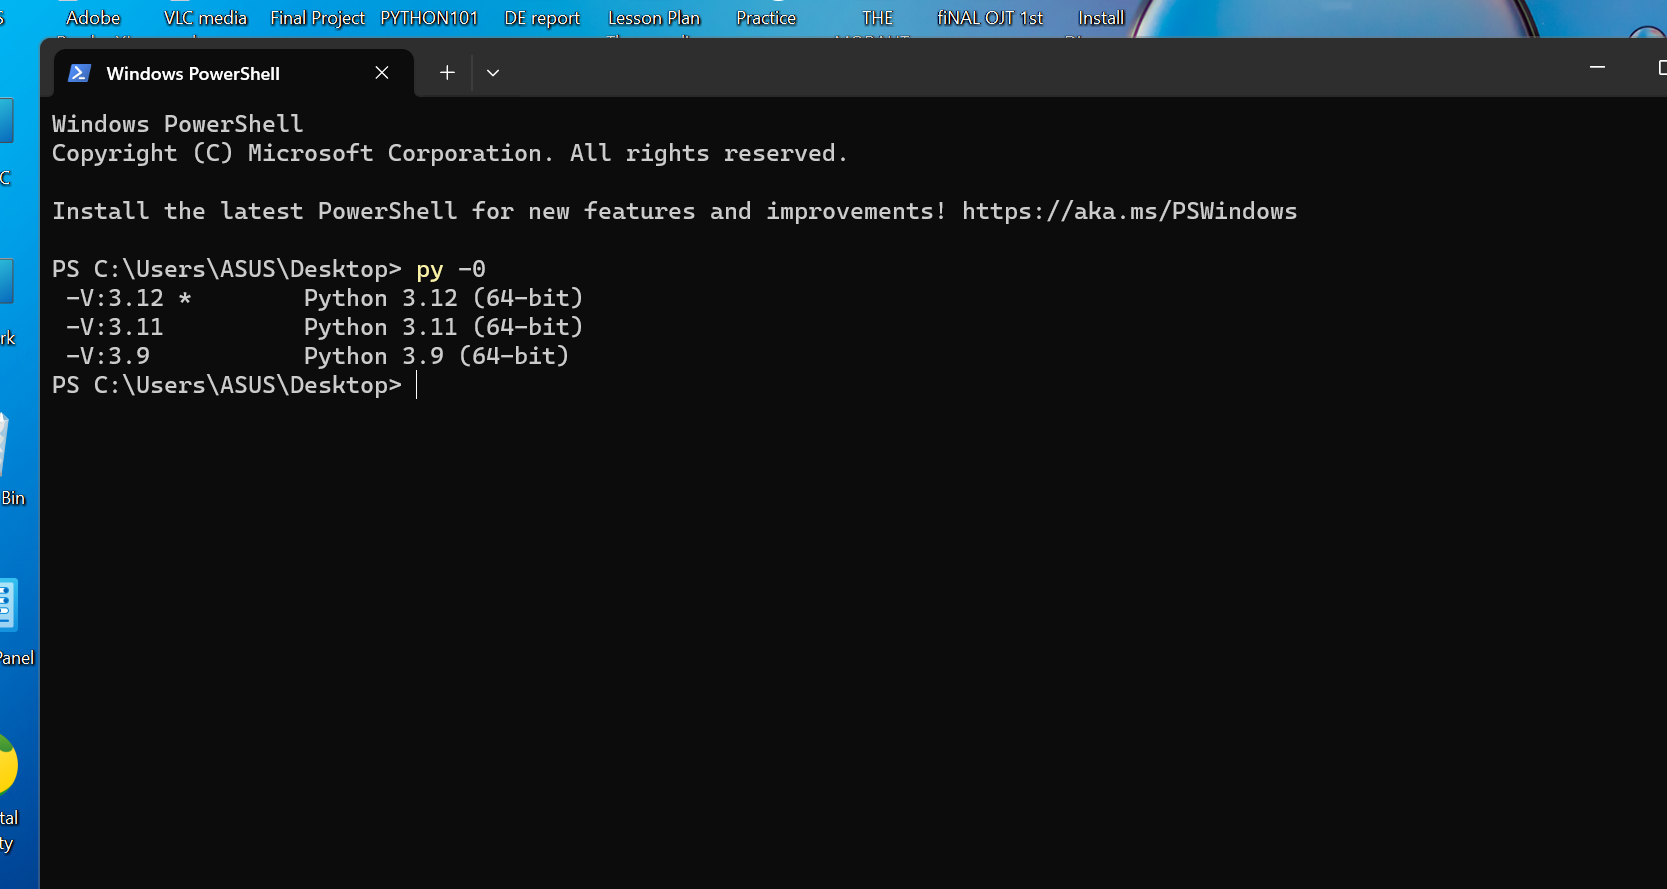 Adobe VLC media Final Project PYTHON101 DE report Lesson Plan Practice THE fiNAL OJT 1st Install
Windows PowerShell
Windows PowerShell
Copyright (C) Microsoft Corporation. All rights reserved.
Install the latest PowerShell for new features and improvements! https://aka.ms/PSWindows
PS C:\Users\ASUS\Desktop> py -0
-V:3.12 * Python 3.12 (64-bit)
-V:3.11 Python 3.11 (64-bit)
-V:3.9 Python 3.9 (64-bit)
PS C:\Users\ASUS\Desktop>
C
rk
Bin
Panel
tal
ty